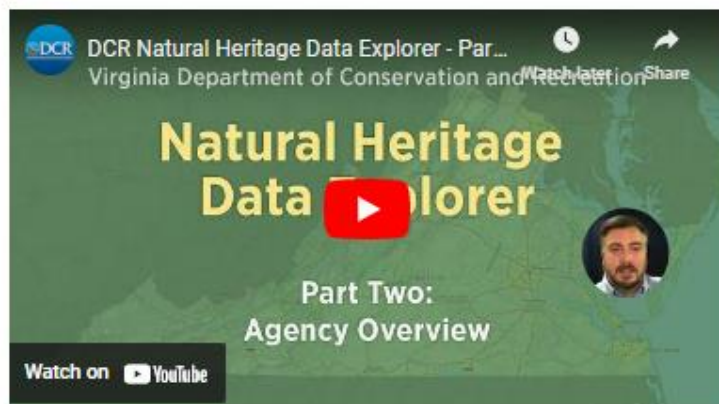 DCR
DCR Natural Heritage Data Explorer - Par...
Watch later
Share
Virginia Department of Conservation and Recreation
Natural Heritage
Data Explorer
Part Two:
Agency Overview
Watch on YouTube